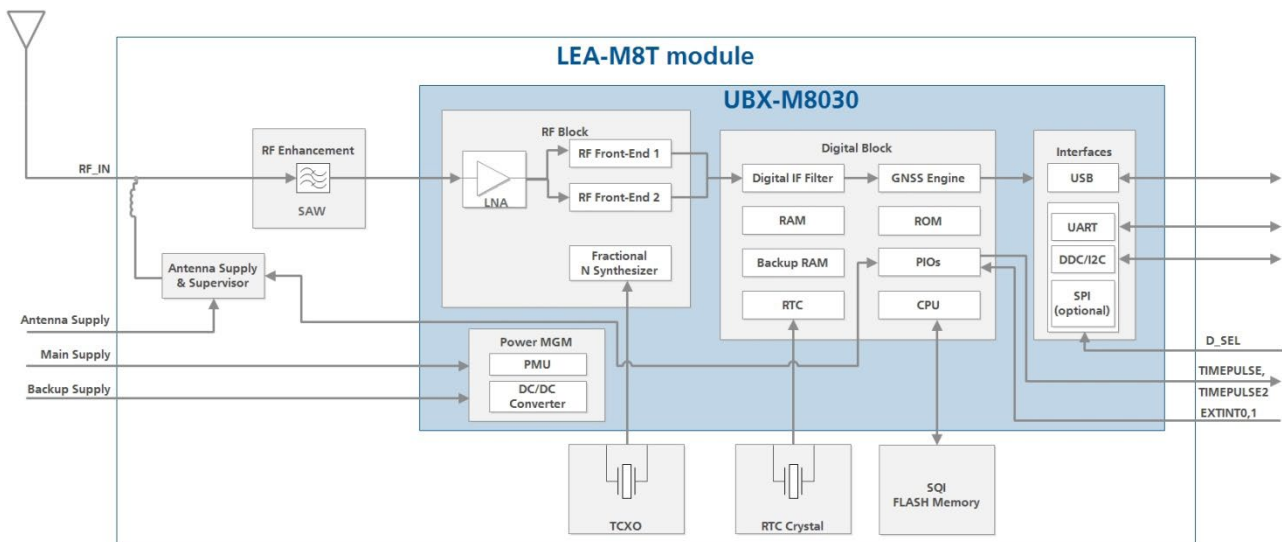 LEA-M8T module
UBX-M8030
RF_IN
RF Enhancement
SAW
Antenna Supply
& Supervisor
Antenna Supply
Main Supply
Backup Supply
RF Block
LNA
RF Front-End 1
RF Front-End 2
Fractional
N Synthesizer
Power MGM
PMU
DC/DC
Converter
Digital Block
Digital IF Filter
GNSS Engine
RAM
ROM
Backup RAM
PIOs
RTC
CPU
Interfaces
USB
UART
DDC/I2C
SPI
(optional)
D_SEL
TIMEPULSE,
TIMEPULSE2
EXTINT0,1
TCXO
RTC Crystal
SQI
FLASH Memory